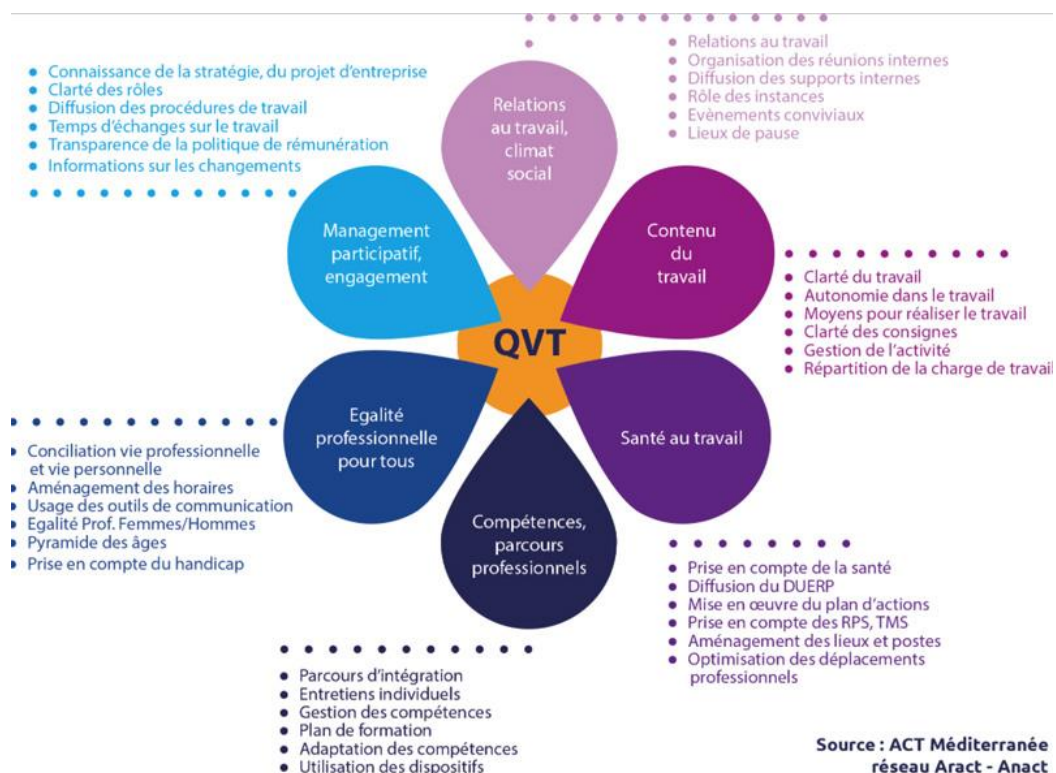 Relations au travail
Organisation des réunions internes
Diffusion des supports internes
Rôle des instances
Evènements conviviaux
Lieux de pause
Connaissance de la stratégie, du projet d'entreprise
Clarté des rôles
Diffusion des procédures de travail
Temps d'échanges sur le travail
Transparence de la politique de rémunération
Informations sur les changements
Relations
au travail,
climat
social
Management
participatif,
engagement
Contenu
du
travail
Clarté du travail
Autonomie dans le travail
Moyens pour réaliser le travail
Clarté des consignes
Gestion de l'activité
Répartition de la charge de travail
QVT
Egalité
professionnelle
pour tous
Santé au travail
Conciliation vie professionnelle
et vie personnelle
Aménagement des horaires
Usage des outils de communication
Egalité Prof. Femmes/Hommes
Pyramide des âges
Prise en compte du handicap
Compétences,
parcours
professionnels
Prise en compte de la santé
Diffusion du DUERP
Mise en œuvre du plan d'actions
Prise en compte des RPS, TMS
Aménagement des lieux et postes
Optimisation des déplacements
professionnels
Parcours d'intégration
Entretiens individuels
Gestion des compétences
Plan de formation
Adaptation des compétences
Utilisation des dispositifs
Source : ACT Méditerranée
réseau Aract - Anact